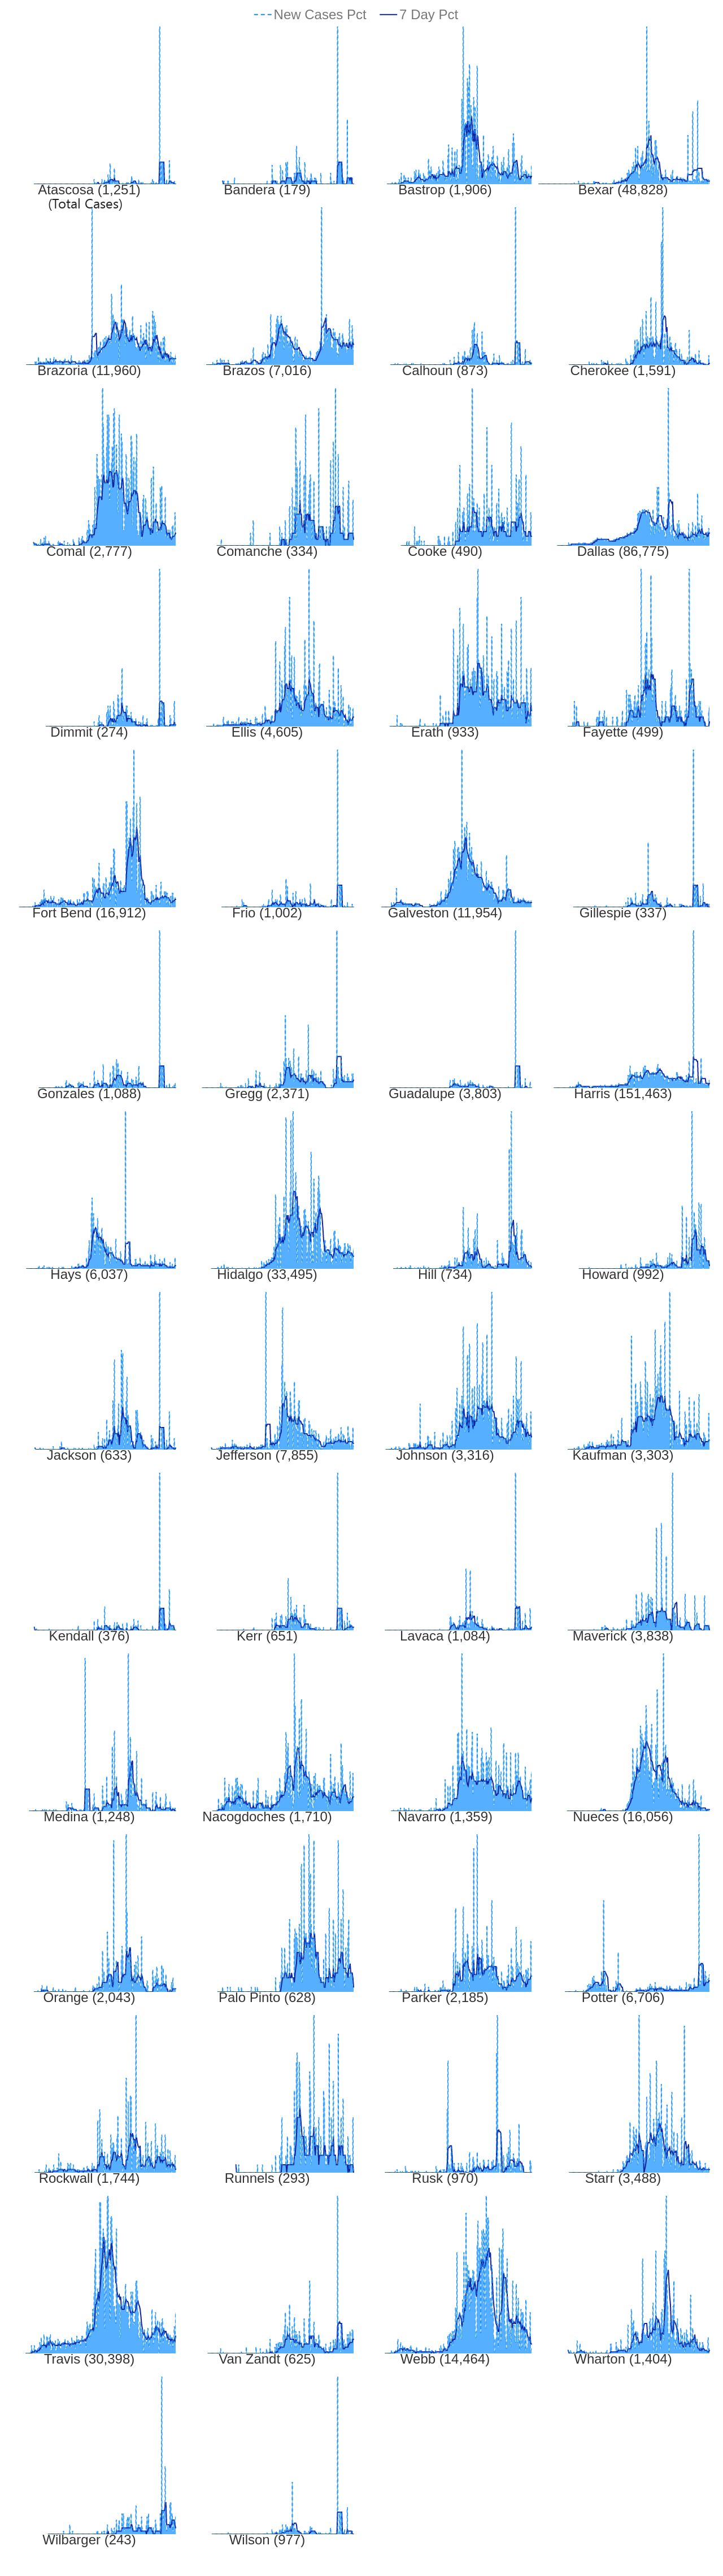 New Cases Pct 7 Day Pct
Atascosa (1,251) Bandera (179) Bastrop (1,906) Bexar (48,828)
(Total Cases)
Brazoria (11,960) Brazos (7,016) Calhoun (873) Cherokee (1,591)
Comal (2,777) Comanche (334) Cooke (490) Dallas (86,775)
Dimmit (274) Ellis (4,605) Erath (933) Fayette (499)
Fort Bend (16,912) Frio (1,002) Galveston (11,954) Gillespie (337)
Gonzales (1,088) Gregg (2,371) Guadalupe (3,803) Harris (151,463)
Hays (6,037) Hidalgo (33,495) Hill (734) Howard (992)
Jackson (633) Jefferson (7,855) Johnson (3,316) Kaufman (3,303)
Kendall (376) Kerr (651) Lavaca (1,084) Maverick (3,838)
Medina (1,248) Nacogdoches (1,710) Navarro (1,359) Nueces (16,056)
Orange (2,043) Palo Pinto (628) Parker (2,185) Potter (6,706)
Rockwall (1,744) Runnels (293) Rusk (970) Starr (3,488)
Travis (30,398) Van Zandt (625) Webb (14,464) Wharton (1,404)
Wilbarger (243) Wilson (977)